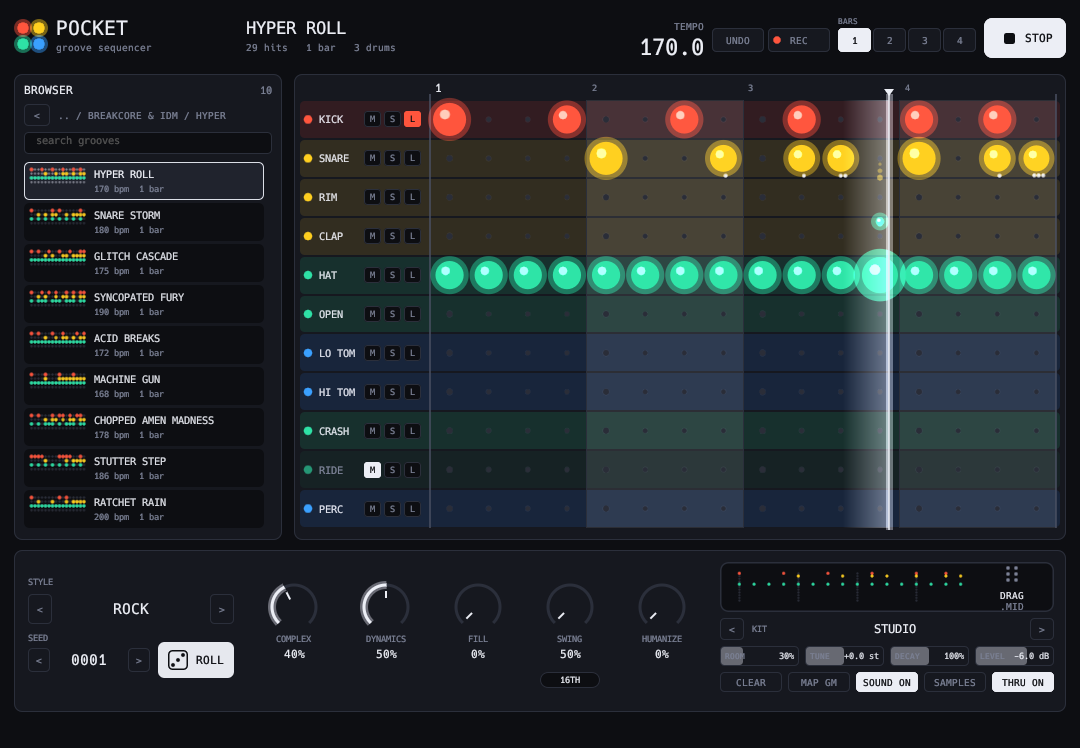 POCKET
groove sequencer
HYPER ROLL
29 hits 1 bar 3 drums
TEMPO
170.0
UNDO
REC
BARS
1 2 3 4
STOP
BROWSER 10
< .. / BREAKCORE & IDM / HYPER
search grooves
HYPER ROLL
170 bpm 1 bar
SNARE STORM
180 bpm 1 bar
GLITCH CASCADE
175 bpm 1 bar
SYNCOPATED FURY
190 bpm 1 bar
ACID BREAKS
172 bpm 1 bar
MACHINE GUN
168 bpm 1 bar
CHOPPED AMEN MADNESS
178 bpm 1 bar
STUTTER STEP
186 bpm 1 bar
RATCHET RAIN
200 bpm 1 bar
1 2 3 4
KICK M S L
SNARE M S L
RIM M S L
CLAP M S L
HAT M S L
OPEN M S L
LO TOM M S L
HI TOM M S L
CRASH M S L
RIDE M S L
PERC M S L
STYLE
< ROCK >
SEED
< 0001 > ROLL
COMPLEX
40%
DYNAMICS
50%
FILL
0%
SWING
50%
16TH
HUMANIZE
0%
DRAG
.MID
< KIT STUDIO >
ROOM 30% TUNE +0.0 st DECAY 100% LEVEL -6.0 dB
CLEAR MAP GM SOUND ON SAMPLES THRU ON